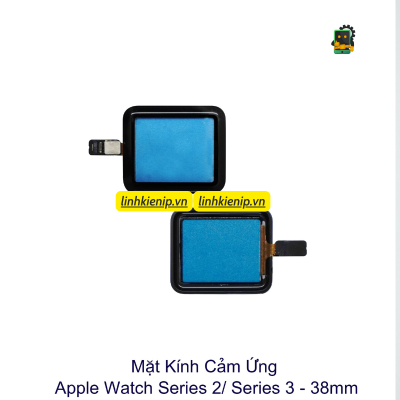 linhkienip.vn linhkienip.vn
Mặt Kính Cảm Ứng
Apple Watch Series 2/ Series 3 - 38mm